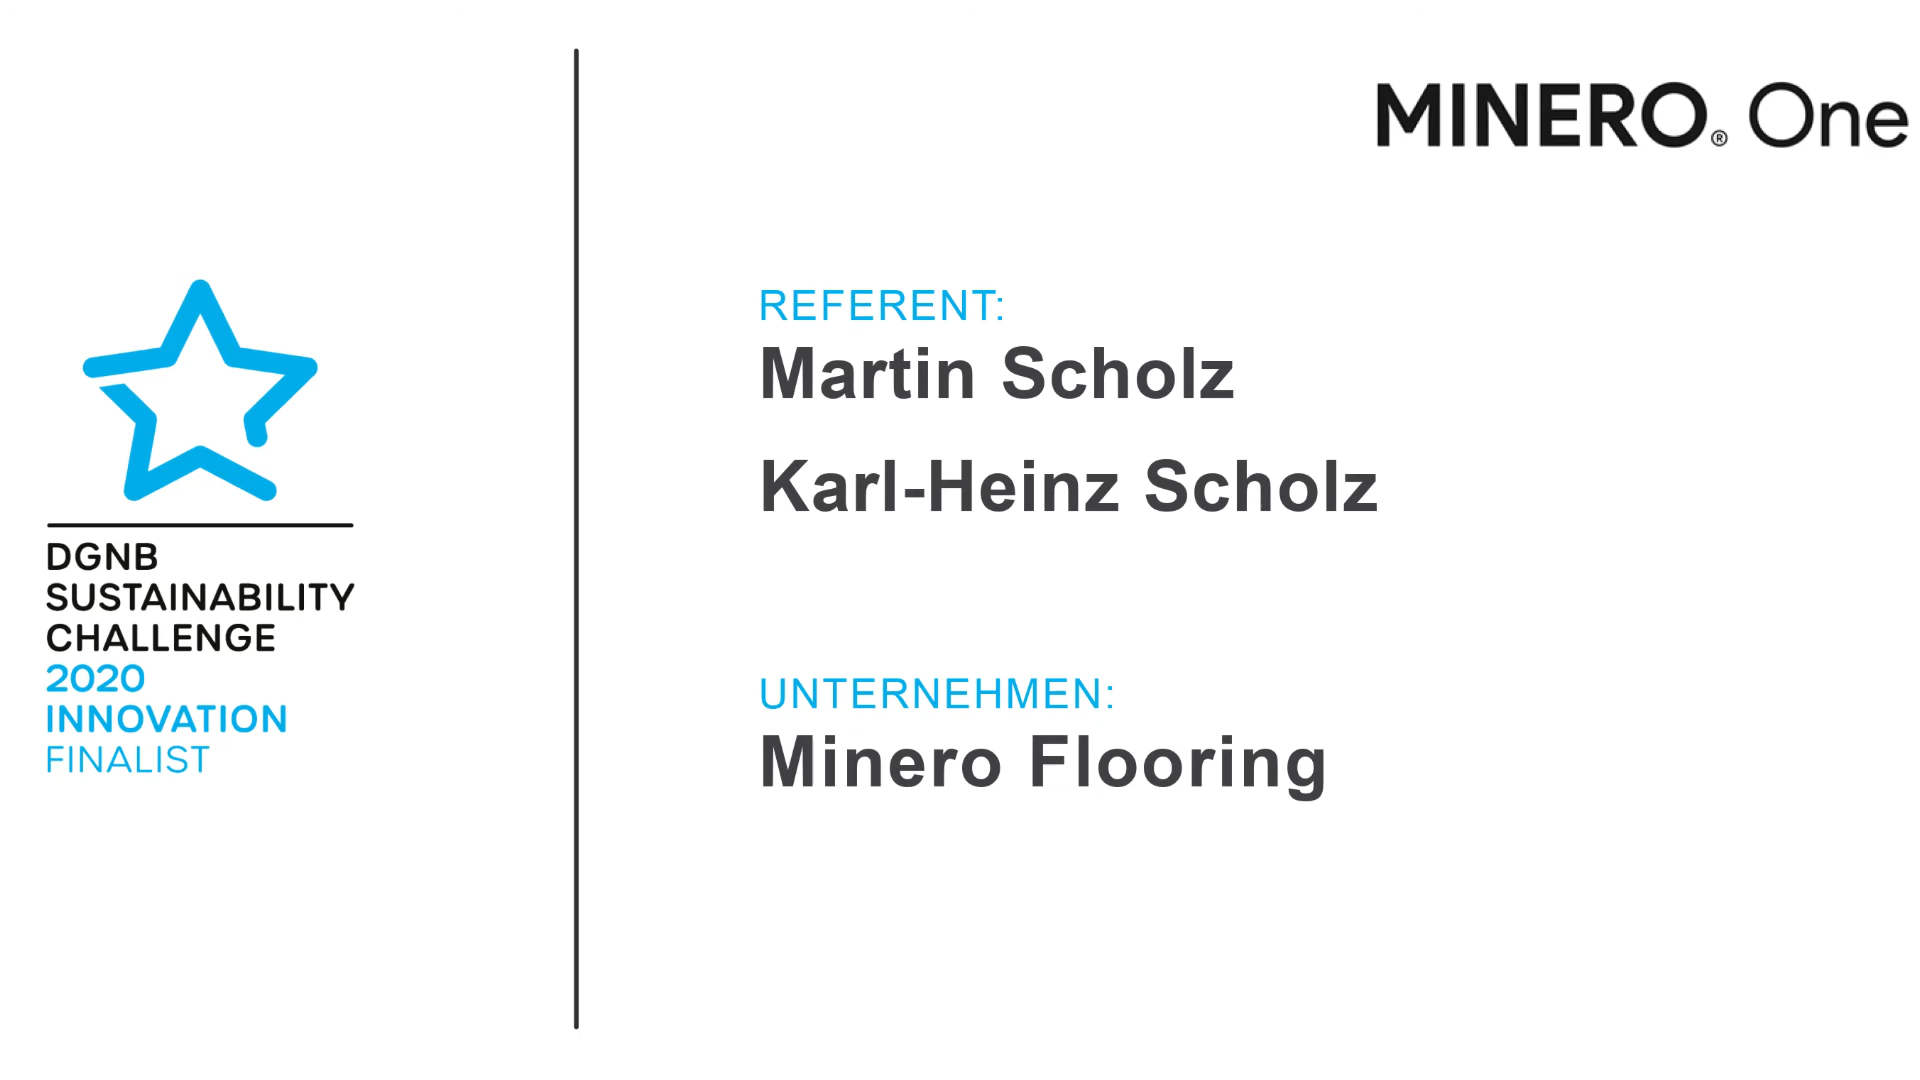 MINERO® One
DGNB
SUSTAINABILITY
CHALLENGE
2020
INNOVATION
FINALIST
REFERENT:
Martin Scholz
Karl-Heinz Scholz
UNTERNEHMEN:
Minero Flooring